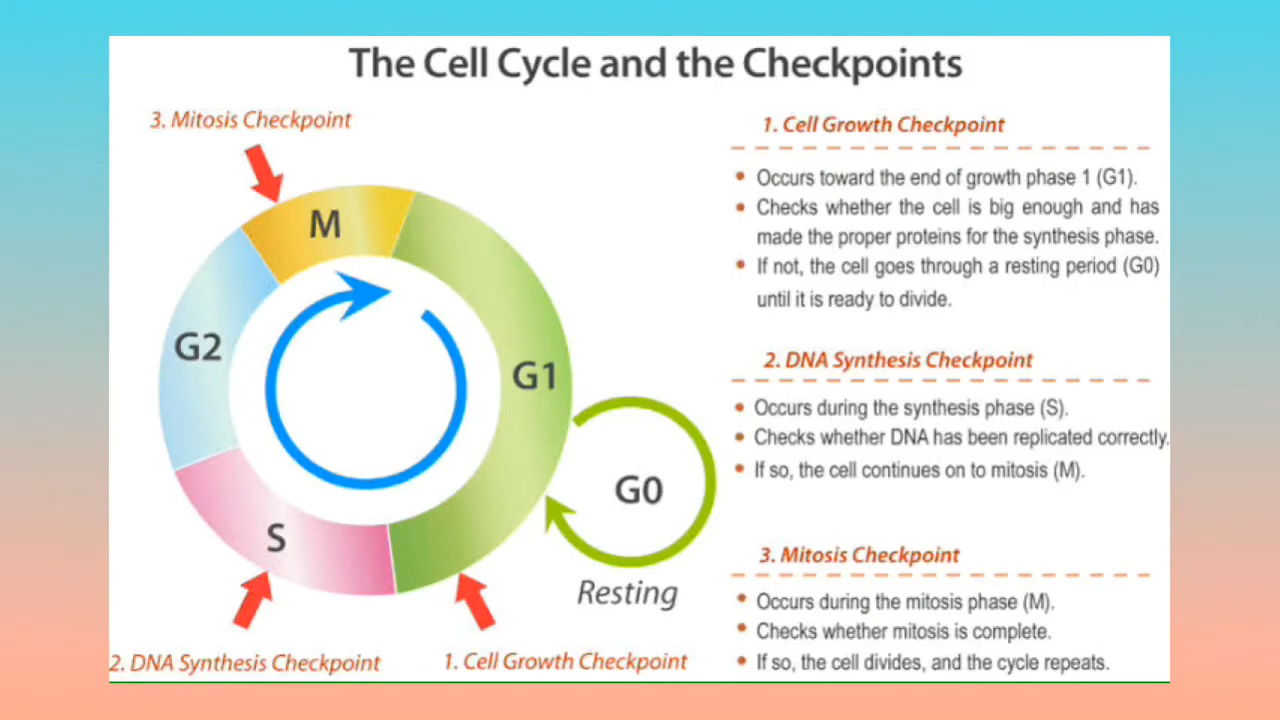 The Cell Cycle and the Checkpoints
3. Mitosis Checkpoint
M
G2
G1
S
G0
Resting
2. DNA Synthesis Checkpoint
1. Cell Growth Checkpoint
1. Cell Growth Checkpoint
• Occurs toward the end of growth phase 1 (G1).
• Checks whether the cell is big enough and has
made the proper proteins for the synthesis phase.
• If not, the cell goes through a resting period (G0)
until it is ready to divide.
2. DNA Synthesis Checkpoint
• Occurs during the synthesis phase (S).
• Checks whether DNA has been replicated correctly.
• If so, the cell continues on to mitosis (M).
3. Mitosis Checkpoint
• Occurs during the mitosis phase (M).
• Checks whether mitosis is complete.
• If so, the cell divides, and the cycle repeats.